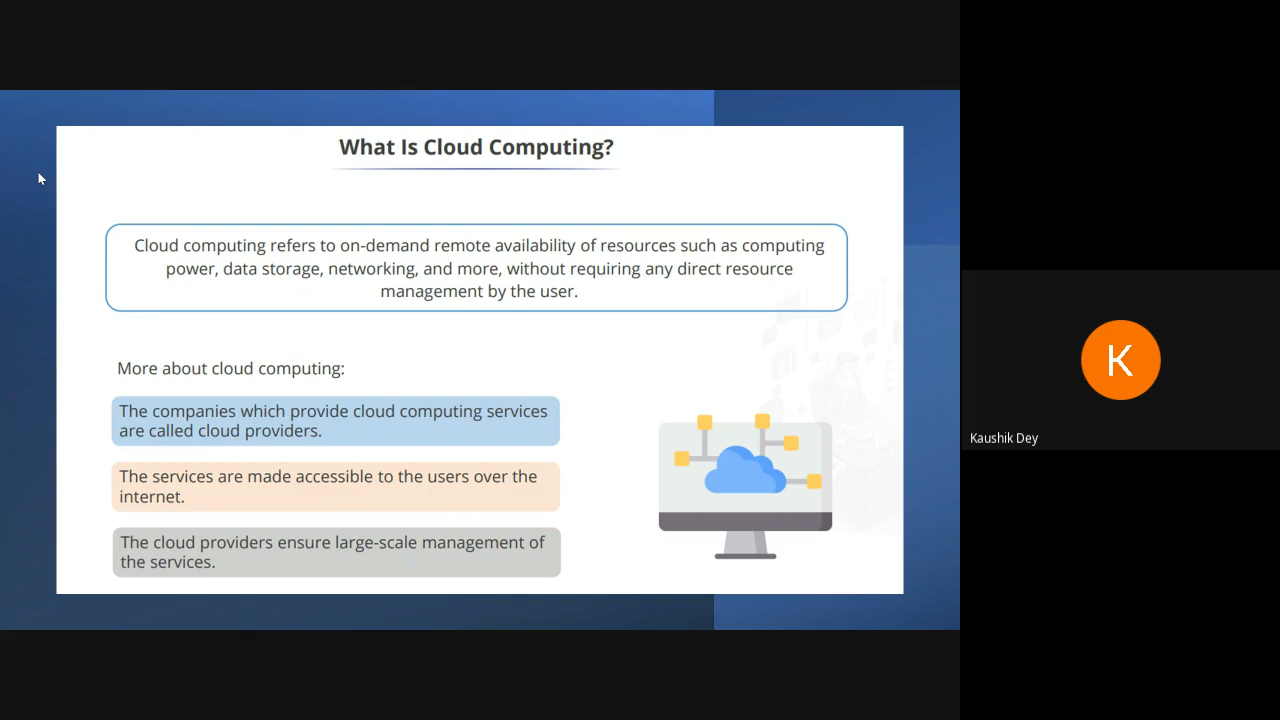 What Is Cloud Computing?
Cloud computing refers to on-demand remote availability of resources such as computing
power, data storage, networking, and more, without requiring any direct resource
management by the user.
More about cloud computing:
The companies which provide cloud computing services
are called cloud providers.
The services are made accessible to the users over the
internet.
The cloud providers ensure large-scale management of
the services.
K
Kaushik Dey